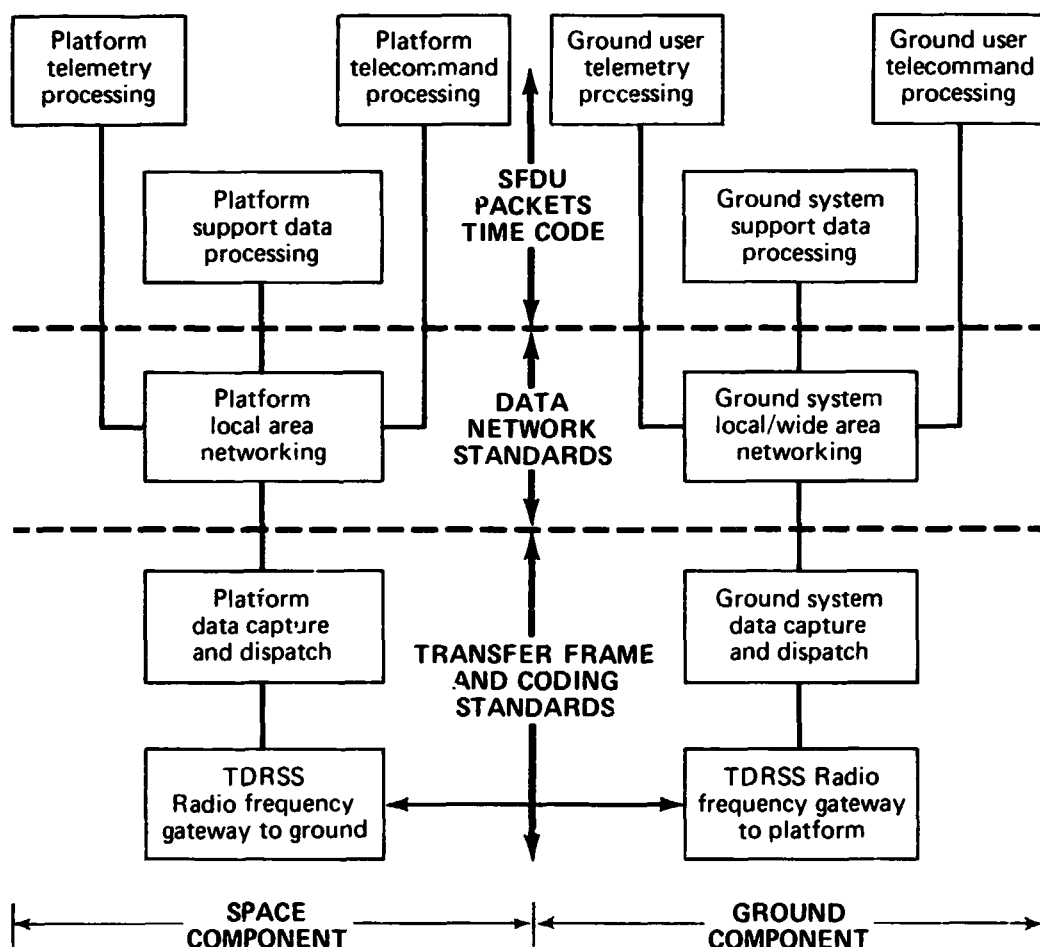 Platform
telemetry
processing
Platform
telecommand
processing
Ground user
telemetry
processing
Ground user
telecommand
processing
SFDU
PACKETS
TIME CODE
Platform
support data
processing
Ground system
support data
processing
Platform
local area
networking
DATA
NETWORK
STANDARDS
Ground system
local/wide area
networking
Platform
data capture
and dispatch
TRANSFER FRAME
AND CODING
STANDARDS
Ground system
data capture
and dispatch
TDRSS
Radio frequency
gateway to ground
TDRSS Radio
frequency gateway
to platform
SPACE
COMPONENT
GROUND
COMPONENT